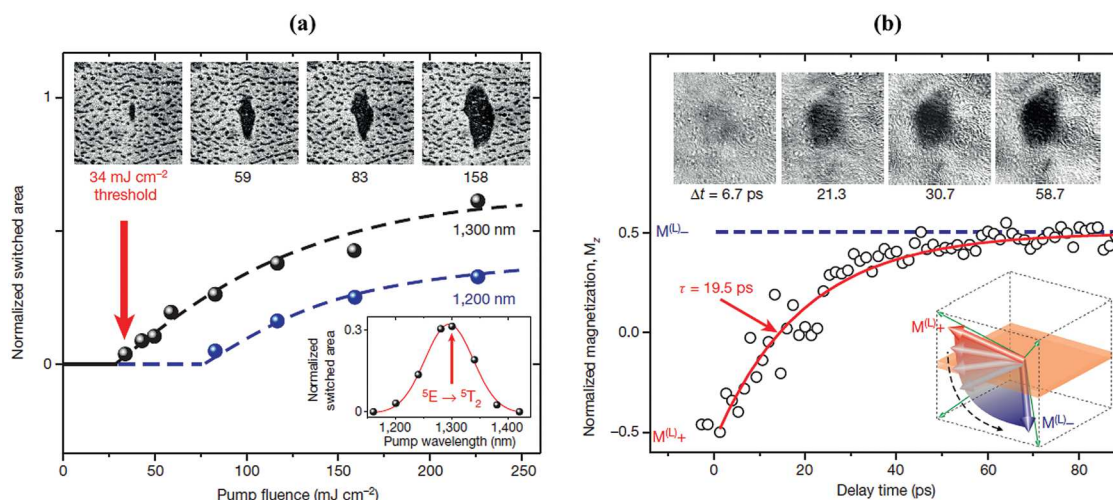 (a)
1
0
Normalized switched area
34 mJ cm⁻²
threshold
59
83
158
1,300 nm
1,200 nm
Normalized
switched area
0.3
0
⁵E → ⁵T₂
1,200
1,300
1,400
Pump wavelength (nm)
0
50
100
150
200
250
Pump fluence (mJ cm⁻²)
(b)
Δt = 6.7 ps
21.3
30.7
58.7
Normalized magnetization, M_z
M⁽ᴸ⁾–
0.5
0.0
–0.5
M⁽ᴸ⁾+
τ = 19.5 ps
M⁽ᴸ⁾+
M⁽ᴸ⁾–
0
20
40
60
80
Delay time (ps)